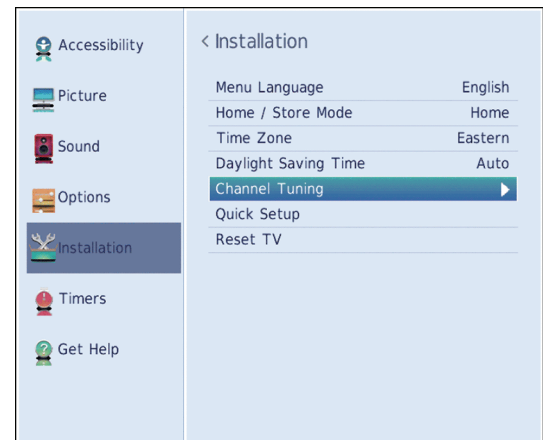 Accessibility
Picture
Sound
Options
Installation
Timers
Get Help
< Installation
Menu Language English
Home / Store Mode Home
Time Zone Eastern
Daylight Saving Time Auto
Channel Tuning
Quick Setup
Reset TV